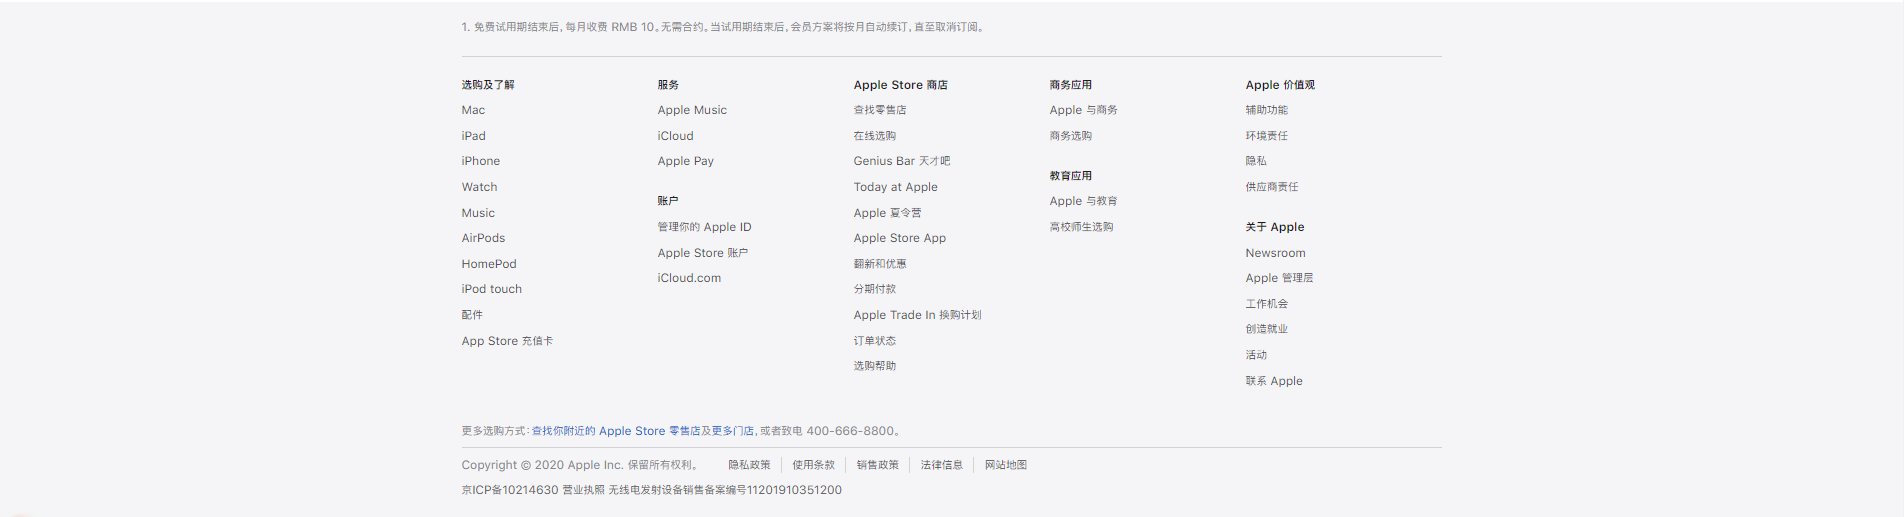 1. 免费试用期结束后，每月收费 RMB 10。无需合约。当试用期结束后，会员方案将按月自动续订，直至取消订阅。
选购及了解
Mac
iPad
iPhone
Watch
Music
AirPods
HomePod
iPod touch
配件
App Store 充值卡
服务
Apple Music
iCloud
Apple Pay
账户
管理你的 Apple ID
Apple Store 账户
iCloud.com
Apple Store 商店
查找零售店
在线选购
Genius Bar 天才吧
Today at Apple
Apple 夏令营
Apple Store App
翻新和优惠
分期付款
Apple Trade In 换购计划
订单状态
选购帮助
商务应用
Apple 与商务
商务选购
教育应用
Apple 与教育
高校师生选购
Apple 价值观
辅助功能
环境责任
隐私
供应商责任
关于 Apple
Newsroom
Apple 管理层
工作机会
创造就业
活动
联系 Apple
更多选购方式：查找你附近的 Apple Store 零售店及更多门店，或者致电 400-666-8800。
Copyright © 2020 Apple Inc. 保留所有权利。 隐私政策 使用条款 销售政策 法律信息 网站地图
京ICP备10214630 营业执照 无线电发射设备销售备案编号11201910351200